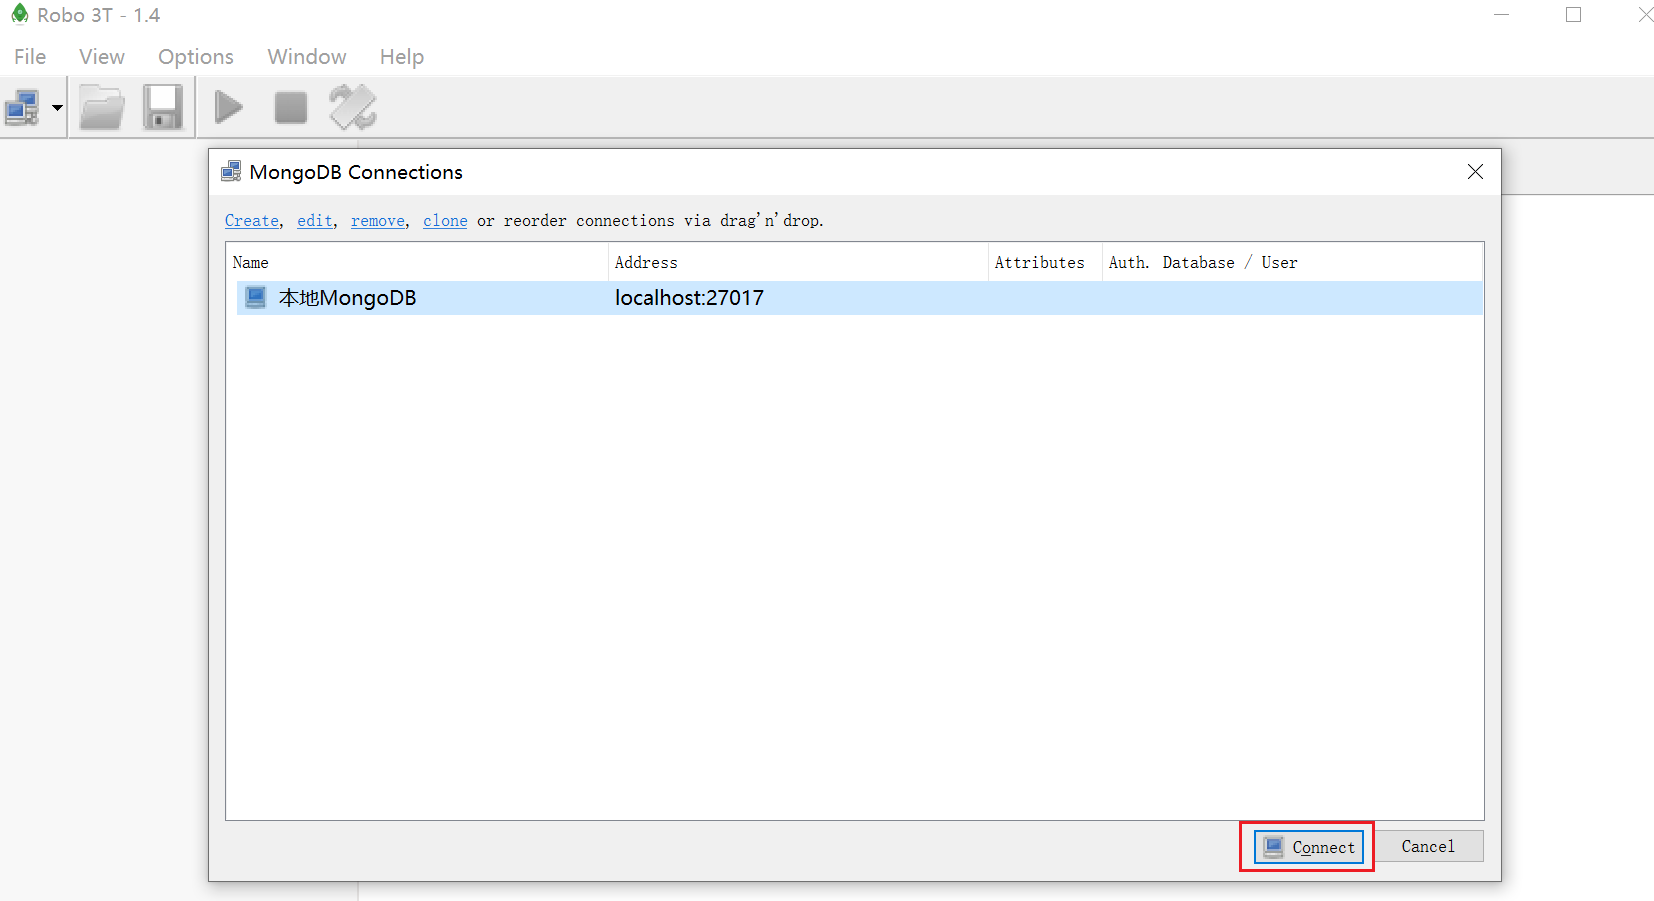 Robo 3T - 1.4
File View Options Window Help
MongoDB Connections
Create, edit, remove, clone or reorder connections via drag'n'drop.
Name Address Attributes Auth. Database / User
本地MongoDB localhost:27017
Connect Cancel